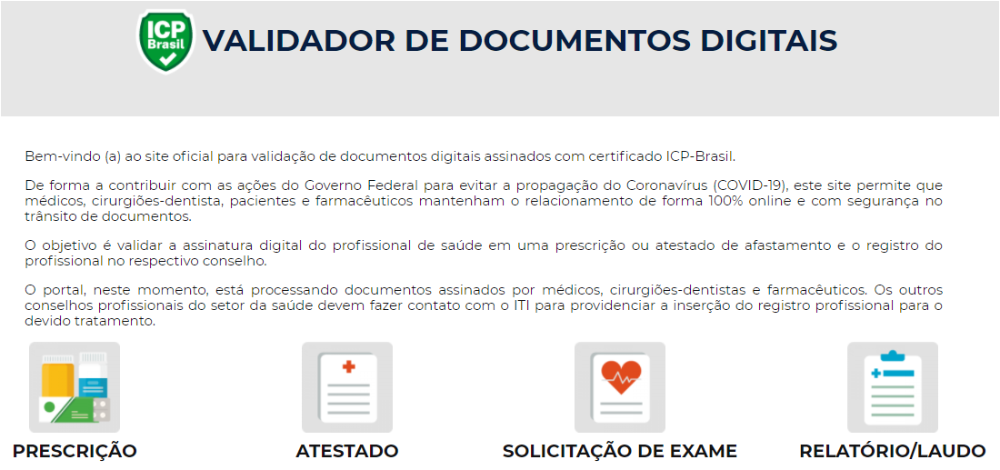 ICP
Brasil
VALIDADOR DE DOCUMENTOS DIGITAIS
Bem-vindo (a) ao site oficial para validação de documentos digitais assinados com certificado ICP-Brasil.
De forma a contribuir com as ações do Governo Federal para evitar a propagação do Coronavírus (COVID-19), este site permite que
médicos, cirurgiões-dentista, pacientes e farmacêuticos mantenham o relacionamento de forma 100% online e com segurança no
trânsito de documentos.
O objetivo é validar a assinatura digital do profissional de saúde em uma prescrição ou atestado de afastamento e o registro do
profissional no respectivo conselho.
O portal, neste momento, está processando documentos assinados por médicos, cirurgiões-dentistas e farmacêuticos. Os outros
conselhos profissionais do setor da saúde devem fazer contato com o ITI para providenciar a inserção do registro profissional para o
devido tratamento.
PRESCRIÇÃO
ATESTADO
SOLICITAÇÃO DE EXAME
RELATÓRIO/LAUDO